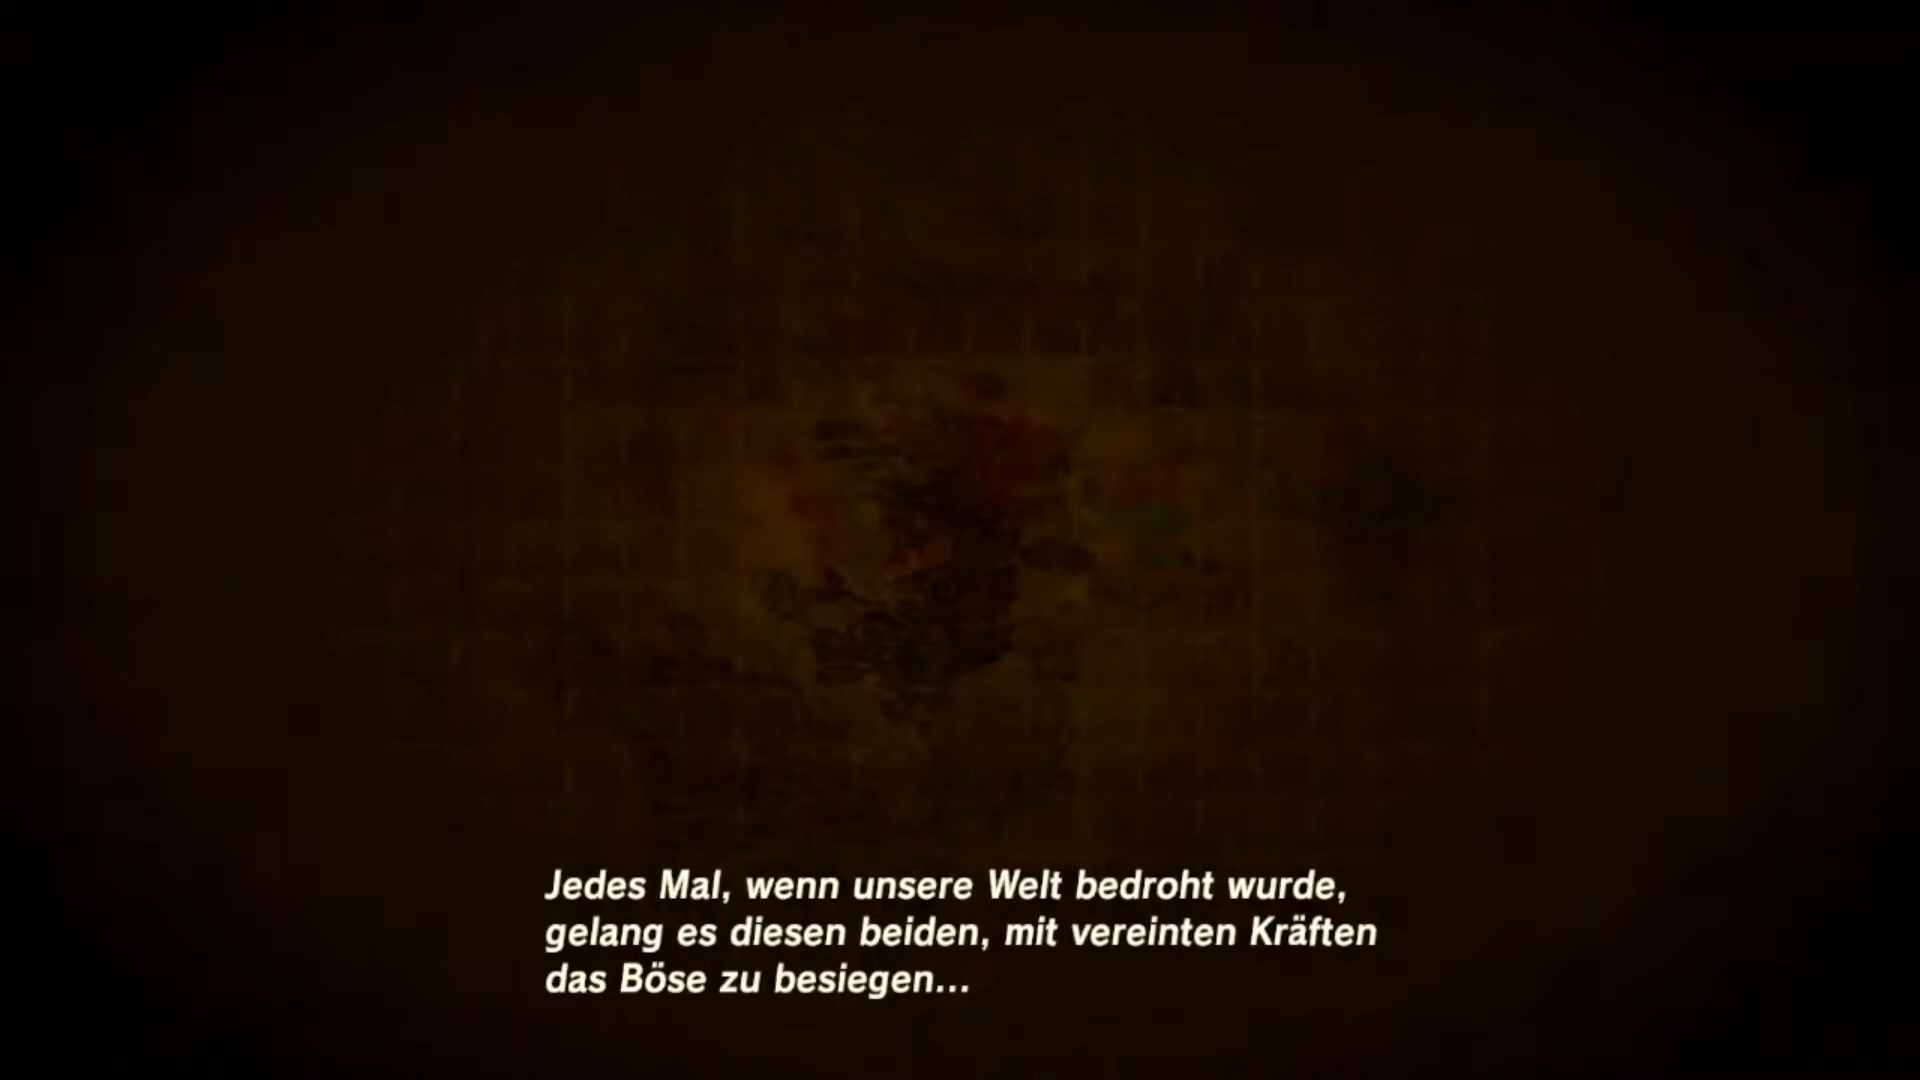 Jedes Mal, wenn unsere Welt bedroht wurde,
gelang es diesen beiden, mit vereinten Kräften
das Böse zu besiegen...